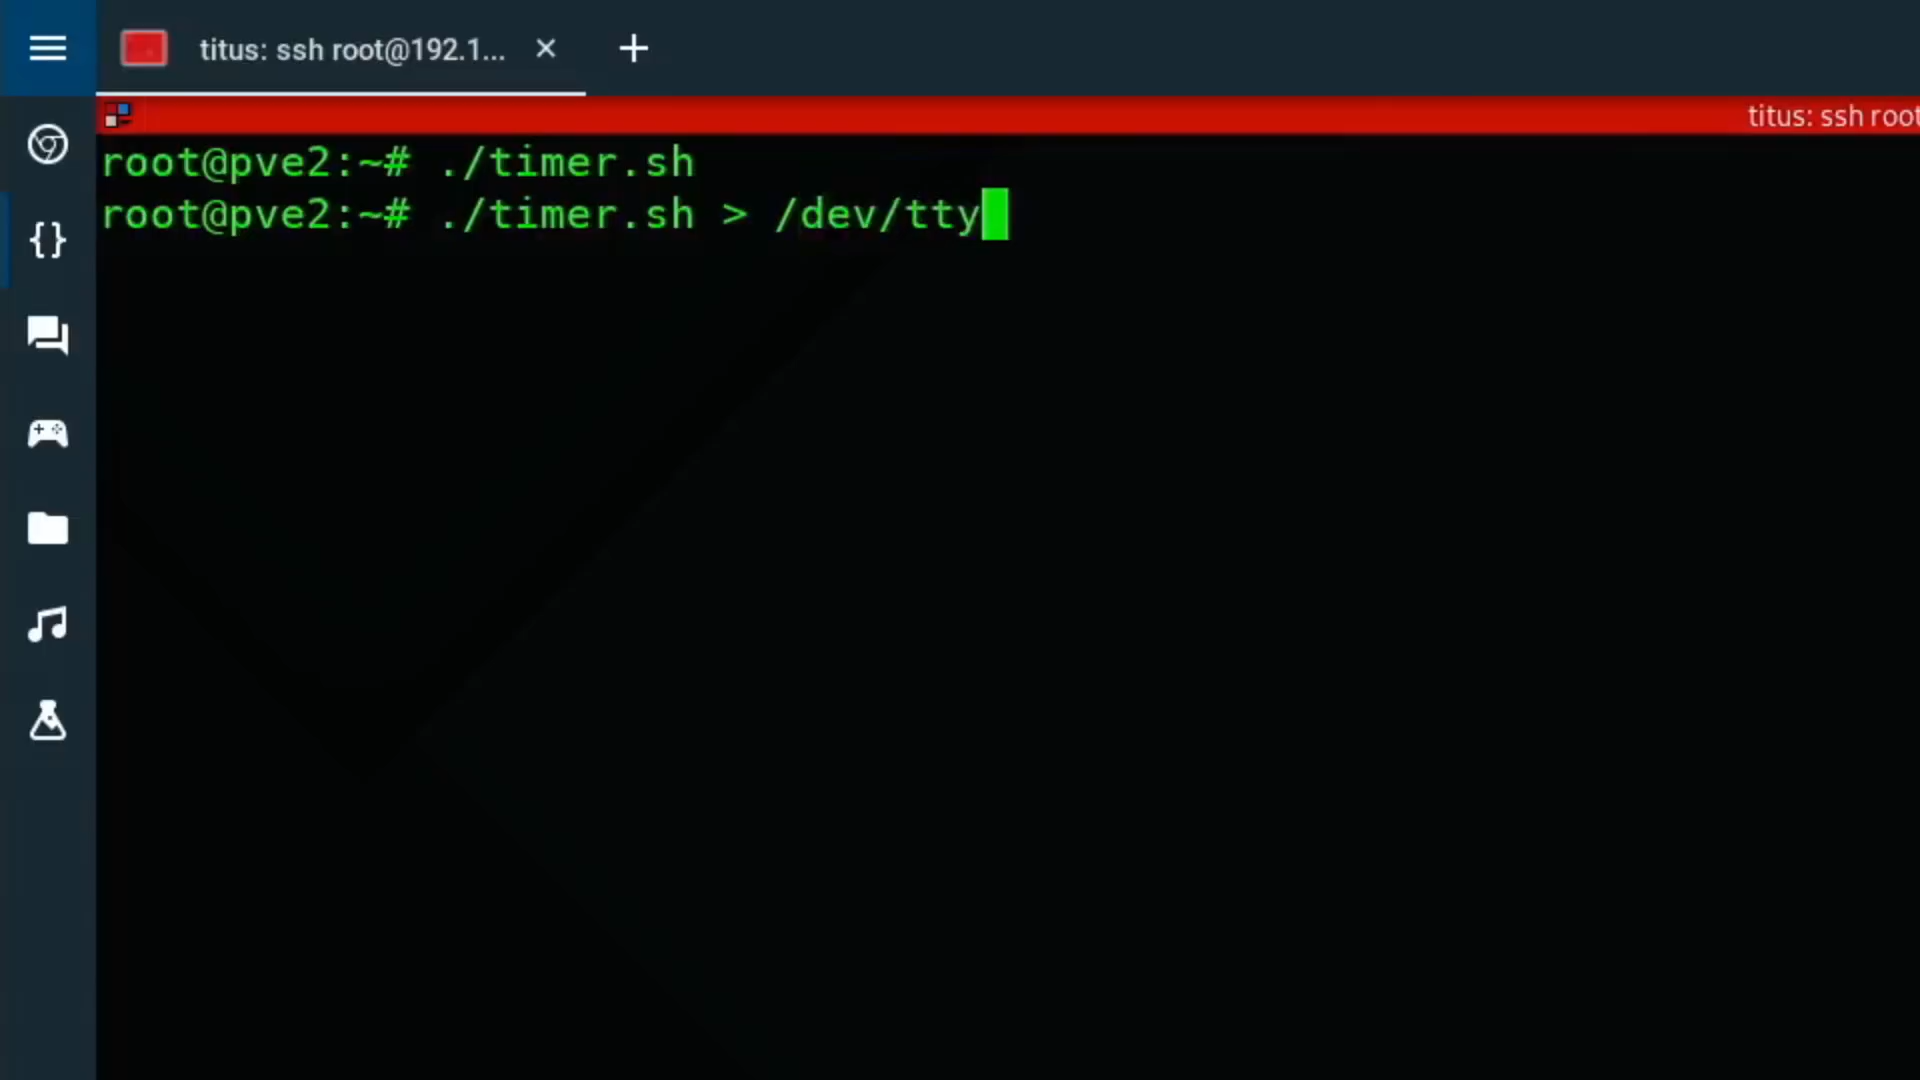 titus: ssh root@192.1...
titus: ssh root
root@pve2:~# ./timer.sh
root@pve2:~# ./timer.sh > /dev/tty